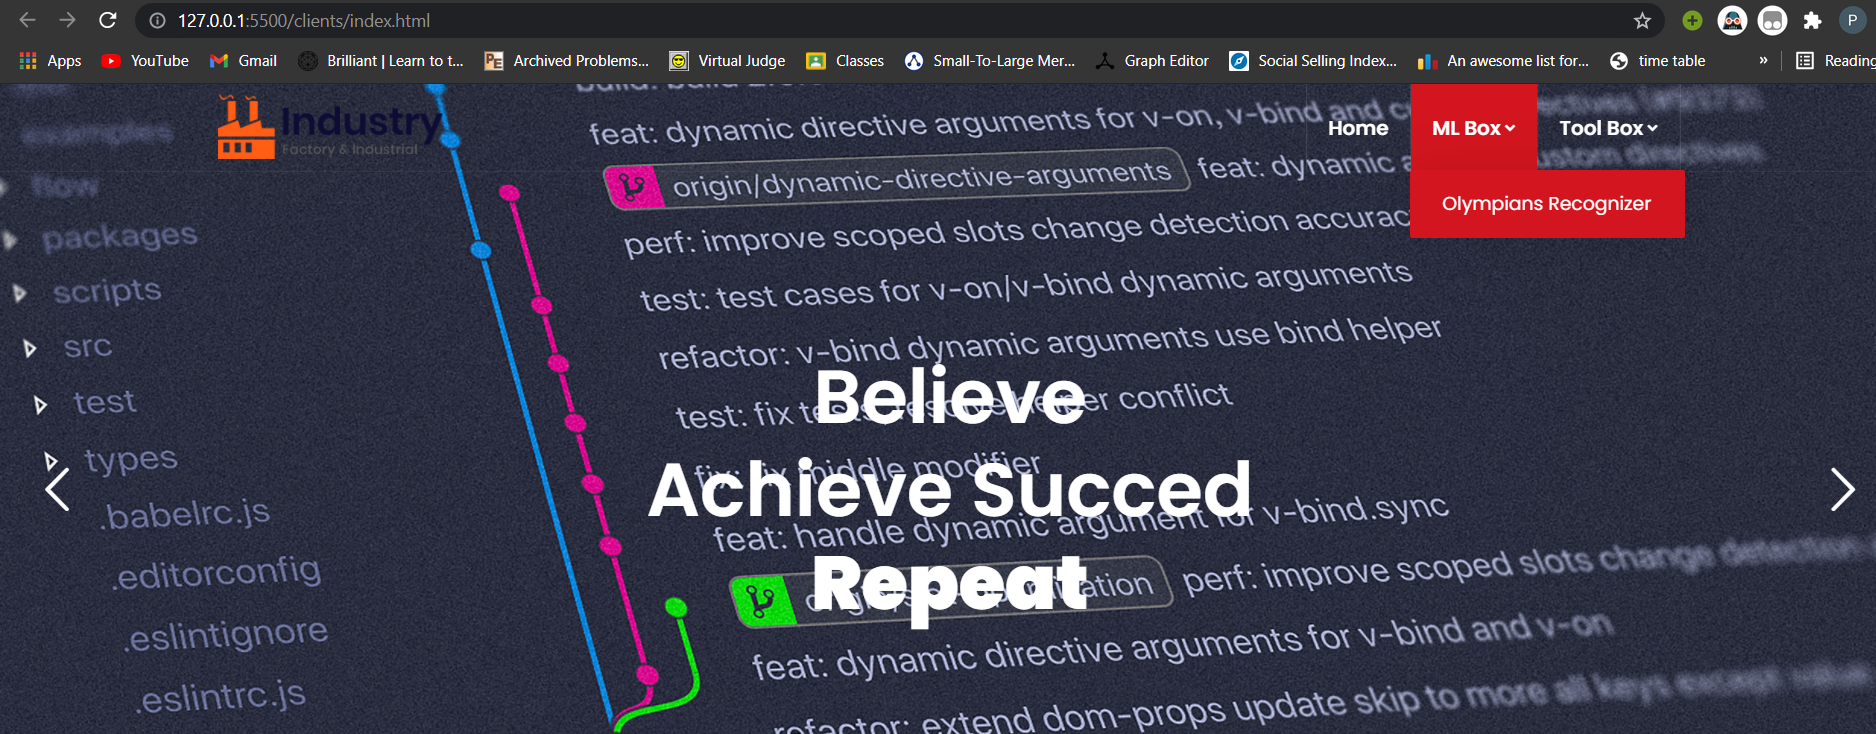 127.0.0.1:5500/clients/index.html
P
Apps YouTube Gmail Brilliant | Learn to t... Archived Problems... Virtual Judge Classes Small-To-Large Mer... Graph Editor Social Selling Index... An awesome list for... time table » Reading
Industry
Factory & Industrial
Home ML Box Tool Box
Olympians Recognizer
examples
flow
packages
scripts
src
test
types
.babelrc.js
.editorconfig
.eslintignore
.eslintrc.js
feat: dynamic directive arguments for v-on, v-bind and
origin/dynamic-directive-arguments feat: dynamic custom directives
perf: improve scoped slots change detection
test: test cases for v-on/v-bind dynamic arguments
refactor: v-bind dynamic arguments use bind helper
test: fix helper conflict
fix: fix middle modifier
feat: handle dynamic argument for v-bind.sync
perf: improve scoped slots change detection
feat: dynamic directive arguments for v-bind and v-on
refactor: extend dom-props update skip to more all keys except value
Believe
Achieve Succed
Repeat